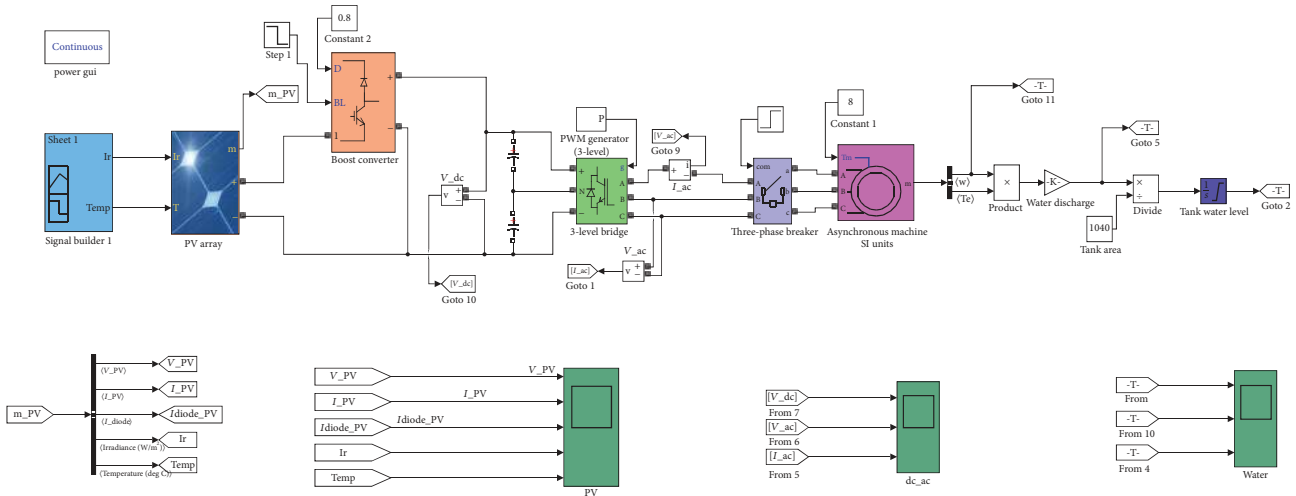 Continuous
power gui
Sheet 1
Ir
Temp
Signal builder 1
Ir
T
m
+
−
PV array
m_PV
Step 1
0.8
Constant 2
D
BL
1
+
−
Boost converter
V_dc
v
+
−
[V_dc]
Goto 10
P
PWM generator
(3-level)
+
N
−
g
A
B
C
3-level bridge
[V_ac]
Goto 9
+
−
i
I_ac
V_ac
v
+
−
[I_ac]
Goto 1
com
A
B
C
a
b
c
Three-phase breaker
8
Constant 1
Tm
A
B
C
m
Asynchronous machine
SI units
⟨w⟩
⟨Te⟩
-T-
Goto 11
×
Product
-K-
Water discharge
-T-
Goto 5
1040
Tank area
×
÷
Divide
1
s
Tank water level
-T-
Goto 2
m_PV
⟨V_PV⟩
V_PV
⟨I_PV⟩
I_PV
⟨I_diode⟩
Idiode_PV
⟨Irradiance (W/m²)⟩
Ir
⟨Temperature (deg C)⟩
Temp
V_PV
V_PV
I_PV
I_PV
Idiode_PV
Idiode_PV
Ir
Temp
PV
[V_dc]
From 7
[V_ac]
From 6
[I_ac]
From 5
dc_ac
-T-
From
-T-
From 10
-T-
From 4
Water